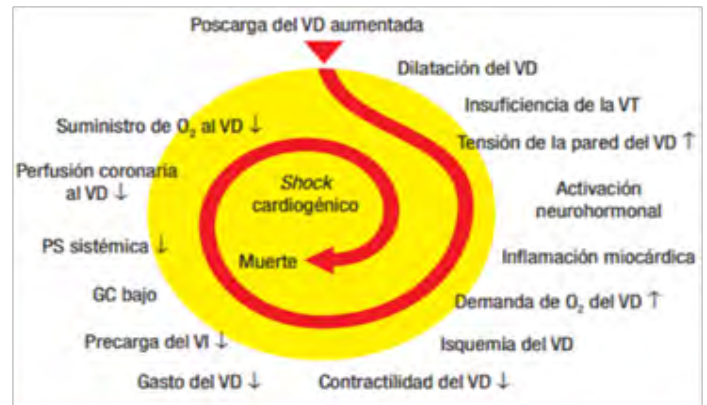 Poscarga del VD aumentada
Dilatación del VD
Insuficiencia de la VT
Tensión de la pared del VD ↑
Activación
neurohormonal
Inflamación miocárdica
Demanda de O₂ del VD ↑
Isquemia del VD
Contractilidad del VD ↓
Gasto del VD ↓
Precarga del VI ↓
GC bajo
PS sistémica ↓
Perfusión coronaria
al VD ↓
Suministro de O₂ al VD ↓
Shock
cardiogénico
Muerte